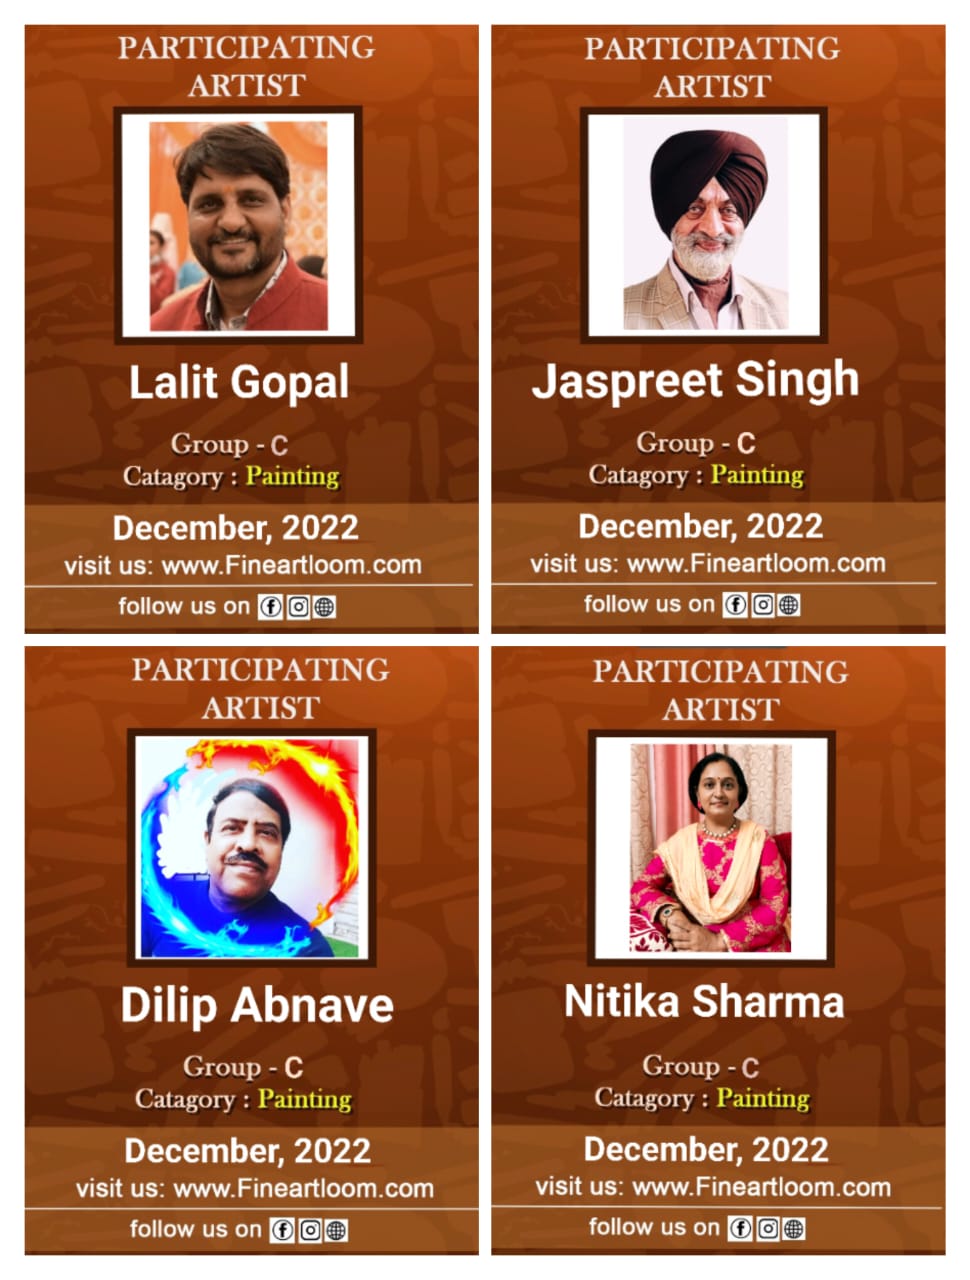 PARTICIPATING
ARTIST
Lalit Gopal
Group - C
Catagory : Painting
December, 2022
visit us: www.Fineartloom.com
follow us on
PARTICIPATING
ARTIST
Jaspreet Singh
Group - C
Catagory : Painting
December, 2022
visit us: www.Fineartloom.com
follow us on
PARTICIPATING
ARTIST
Dilip Abnave
Group - C
Catagory : Painting
December, 2022
visit us: www.Fineartloom.com
follow us on
PARTICIPATING
ARTIST
Nitika Sharma
Group - C
Catagory : Painting
December, 2022
visit us: www.Fineartloom.com
follow us on